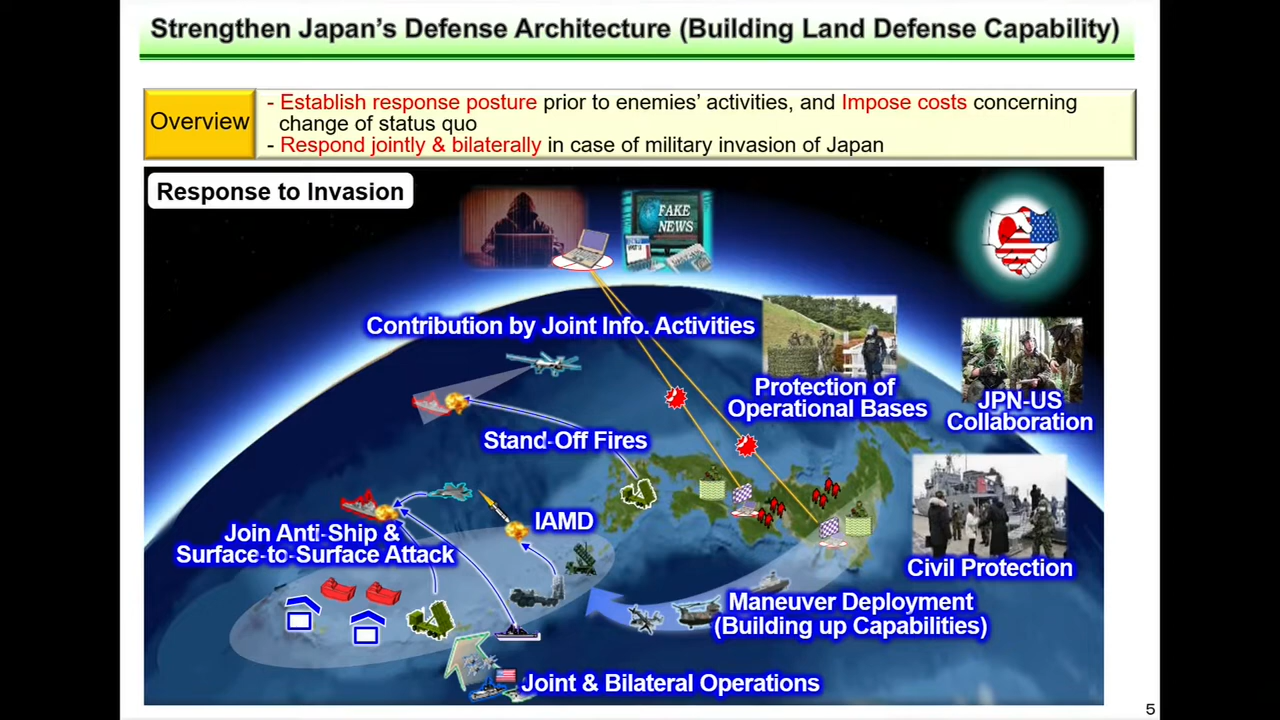 Strengthen Japan's Defense Architecture (Building Land Defense Capability)
Overview
- Establish response posture prior to enemies' activities, and Impose costs concerning
change of status quo
- Respond jointly & bilaterally in case of military invasion of Japan
Response to Invasion
FAKE
NEWS
Contribution by Joint Info. Activities
Protection of
Operational Bases
JPN-US
Collaboration
Stand-Off Fires
IAMD
Join Anti-Ship &
Surface-to-Surface Attack
Civil Protection
Maneuver Deployment
(Building up Capabilities)
Joint & Bilateral Operations
5